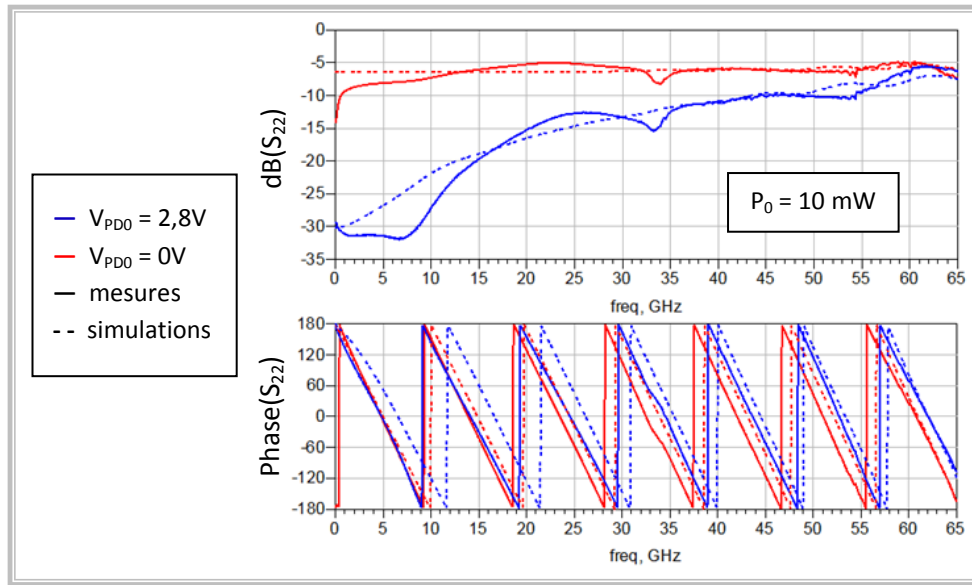 -5
0
-10
-15
-20
-25
-30
-35
dB(S22)
P0 = 10 mW
0 5 10 15 20 25 30 35 40 45 50 55 60 65
freq, GHz
VPD0 = 2,8V
VPD0 = 0V
mesures
simulations
180
120
60
0
-60
-120
-180
Phase(S22)
0 5 10 15 20 25 30 35 40 45 50 55 60 65
freq, GHz